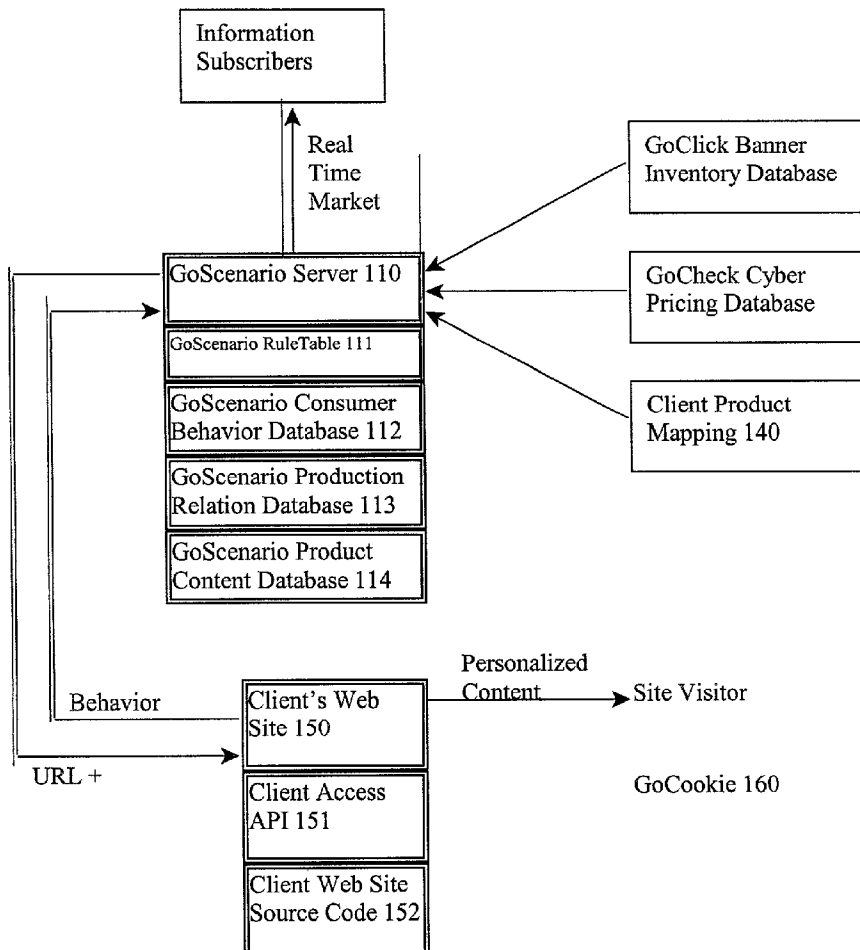 Information
Subscribers
Real
Time
Market
GoClick Banner
Inventory Database
GoScenario Server 110
GoCheck Cyber
Pricing Database
GoScenario RuleTable 111
GoScenario Consumer
Behavior Database 112
Client Product
Mapping 140
GoScenario Production
Relation Database 113
GoScenario Product
Content Database 114
Personalized
Content
Behavior
Client's Web
Site 150
Site Visitor
URL +
Client Access
API 151
GoCookie 160
Client Web Site
Source Code 152